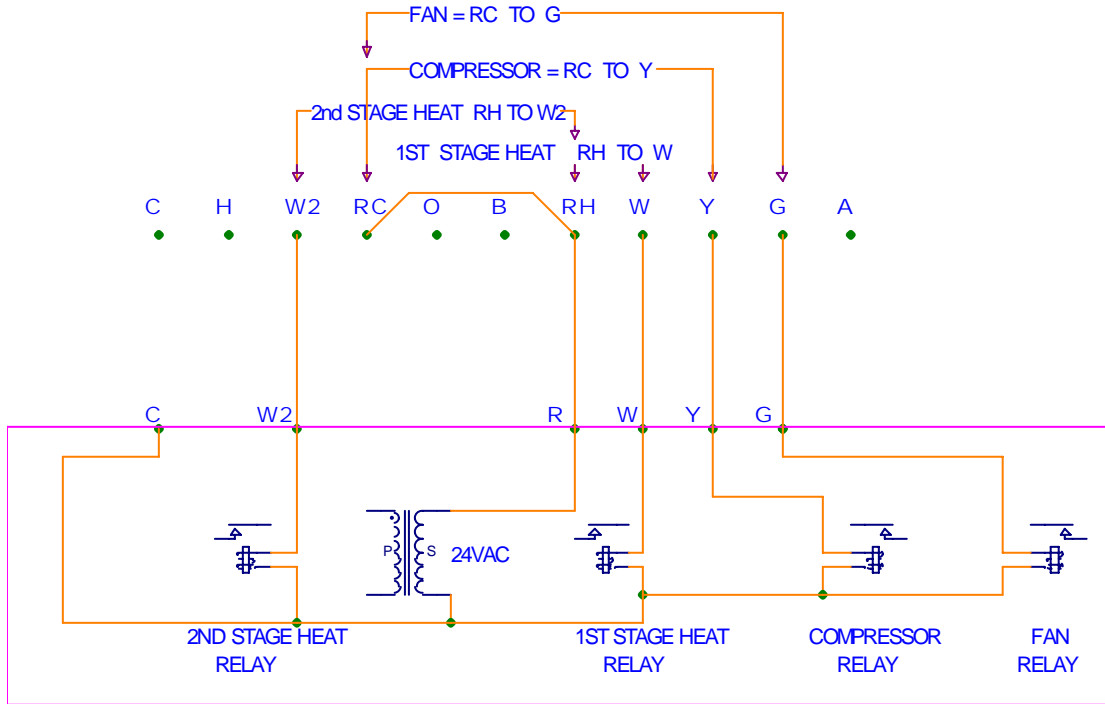 FAN = RC TO G
COMPRESSOR = RC TO Y
2nd STAGE HEAT RH TO W2
1ST STAGE HEAT RH TO W
C H W2 RC O B RH W Y G A
C W2 R W Y G
P S 24VAC
2ND STAGE HEAT 1ST STAGE HEAT COMPRESSOR FAN
RELAY RELAY RELAY RELAY